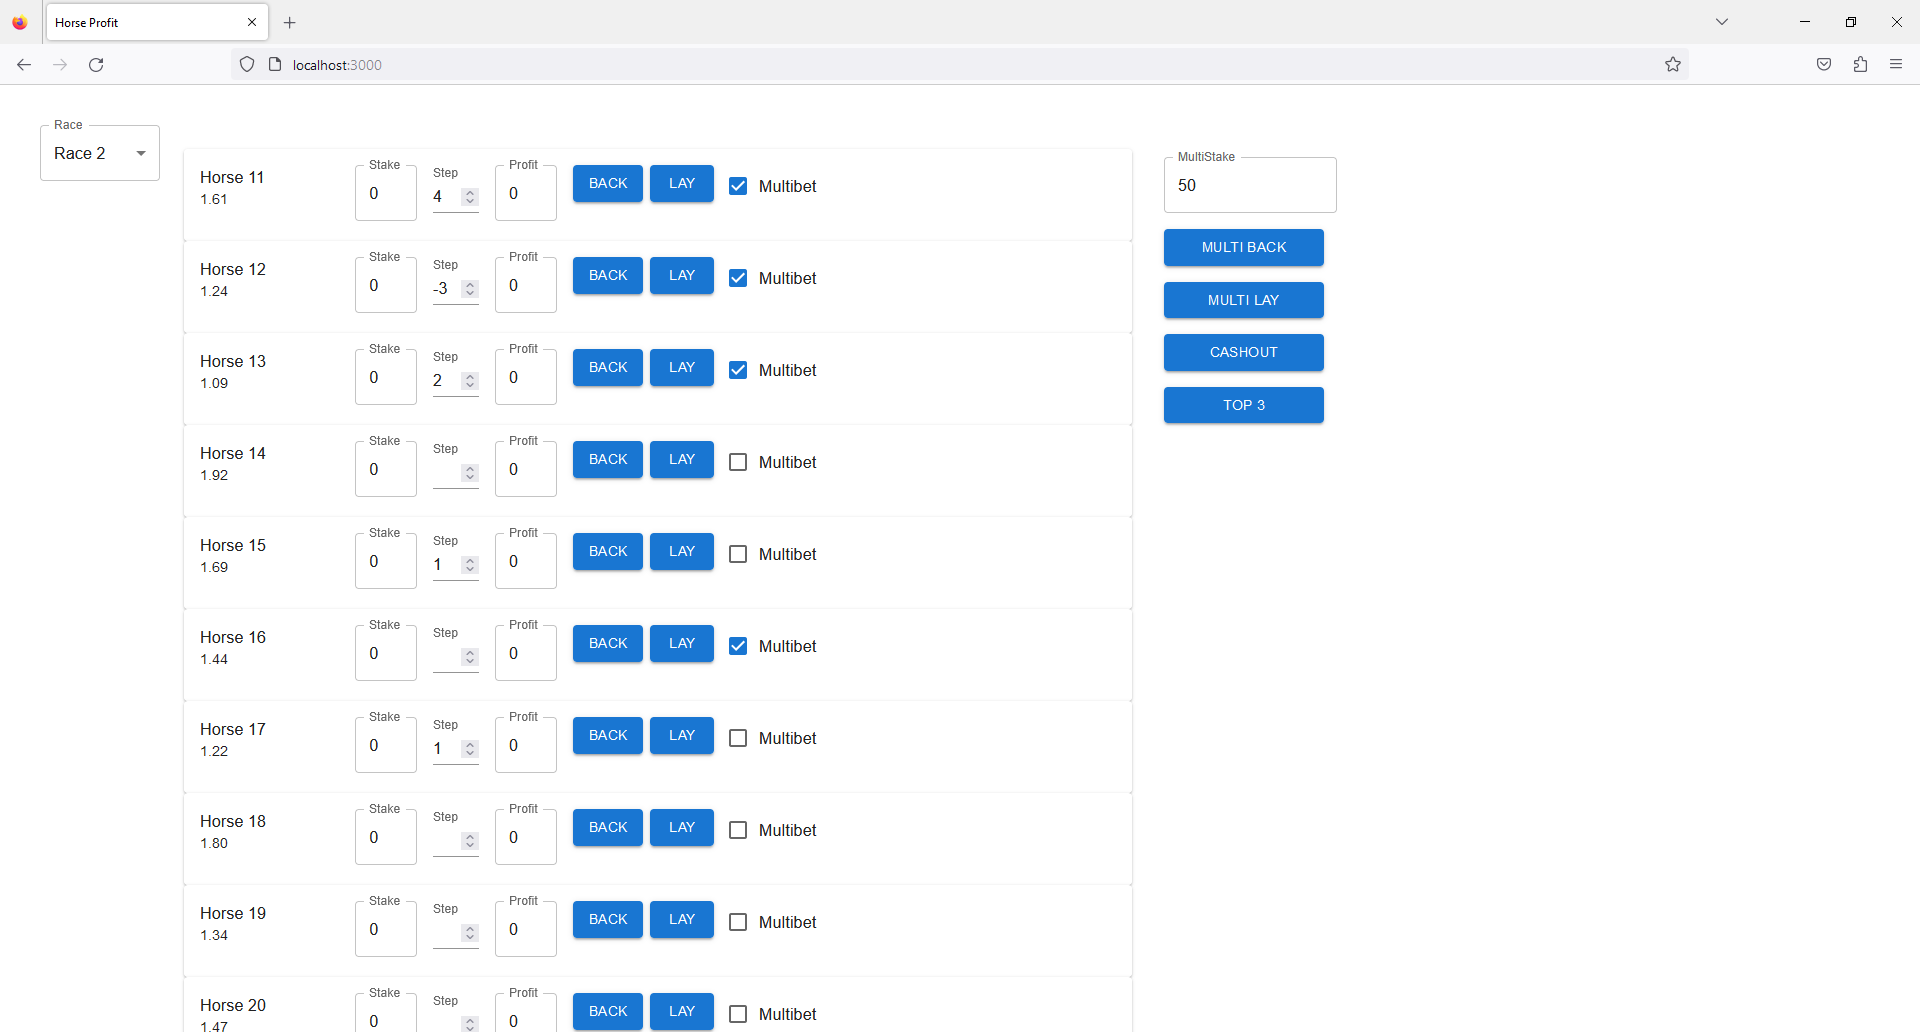 Horse Profit
localhost:3000
Race
Race 2
Horse 11
1.61
Stake
0
Step
4
Profit
0
BACK
LAY
Multibet
Horse 12
1.24
Stake
0
Step
-3
Profit
0
BACK
LAY
Multibet
Horse 13
1.09
Stake
0
Step
2
Profit
0
BACK
LAY
Multibet
Horse 14
1.92
Stake
0
Step
Profit
0
BACK
LAY
Multibet
Horse 15
1.69
Stake
0
Step
1
Profit
0
BACK
LAY
Multibet
Horse 16
1.44
Stake
0
Step
Profit
0
BACK
LAY
Multibet
Horse 17
1.22
Stake
0
Step
1
Profit
0
BACK
LAY
Multibet
Horse 18
1.80
Stake
0
Step
Profit
0
BACK
LAY
Multibet
Horse 19
1.34
Stake
0
Step
Profit
0
BACK
LAY
Multibet
Horse 20
1.47
Stake
0
Step
Profit
0
BACK
LAY
Multibet
MultiStake
50
MULTI BACK
MULTI LAY
CASHOUT
TOP 3